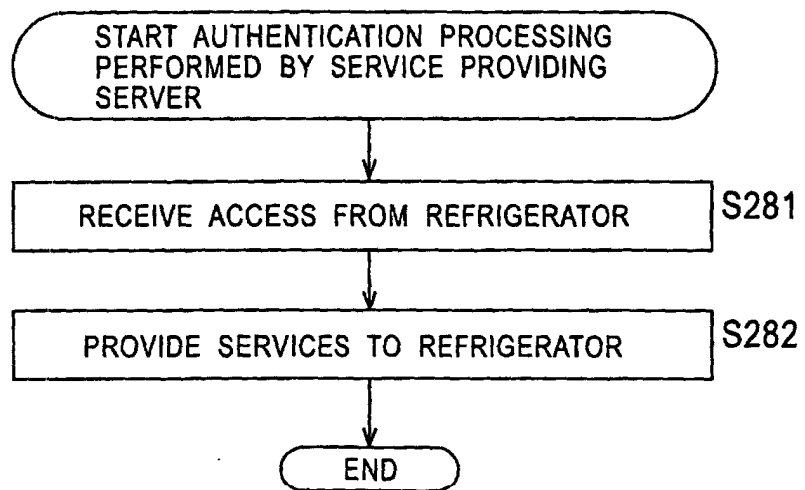 START AUTHENTICATION PROCESSING
PERFORMED BY SERVICE PROVIDING
SERVER
RECEIVE ACCESS FROM REFRIGERATOR
S281
PROVIDE SERVICES TO REFRIGERATOR
S282
END